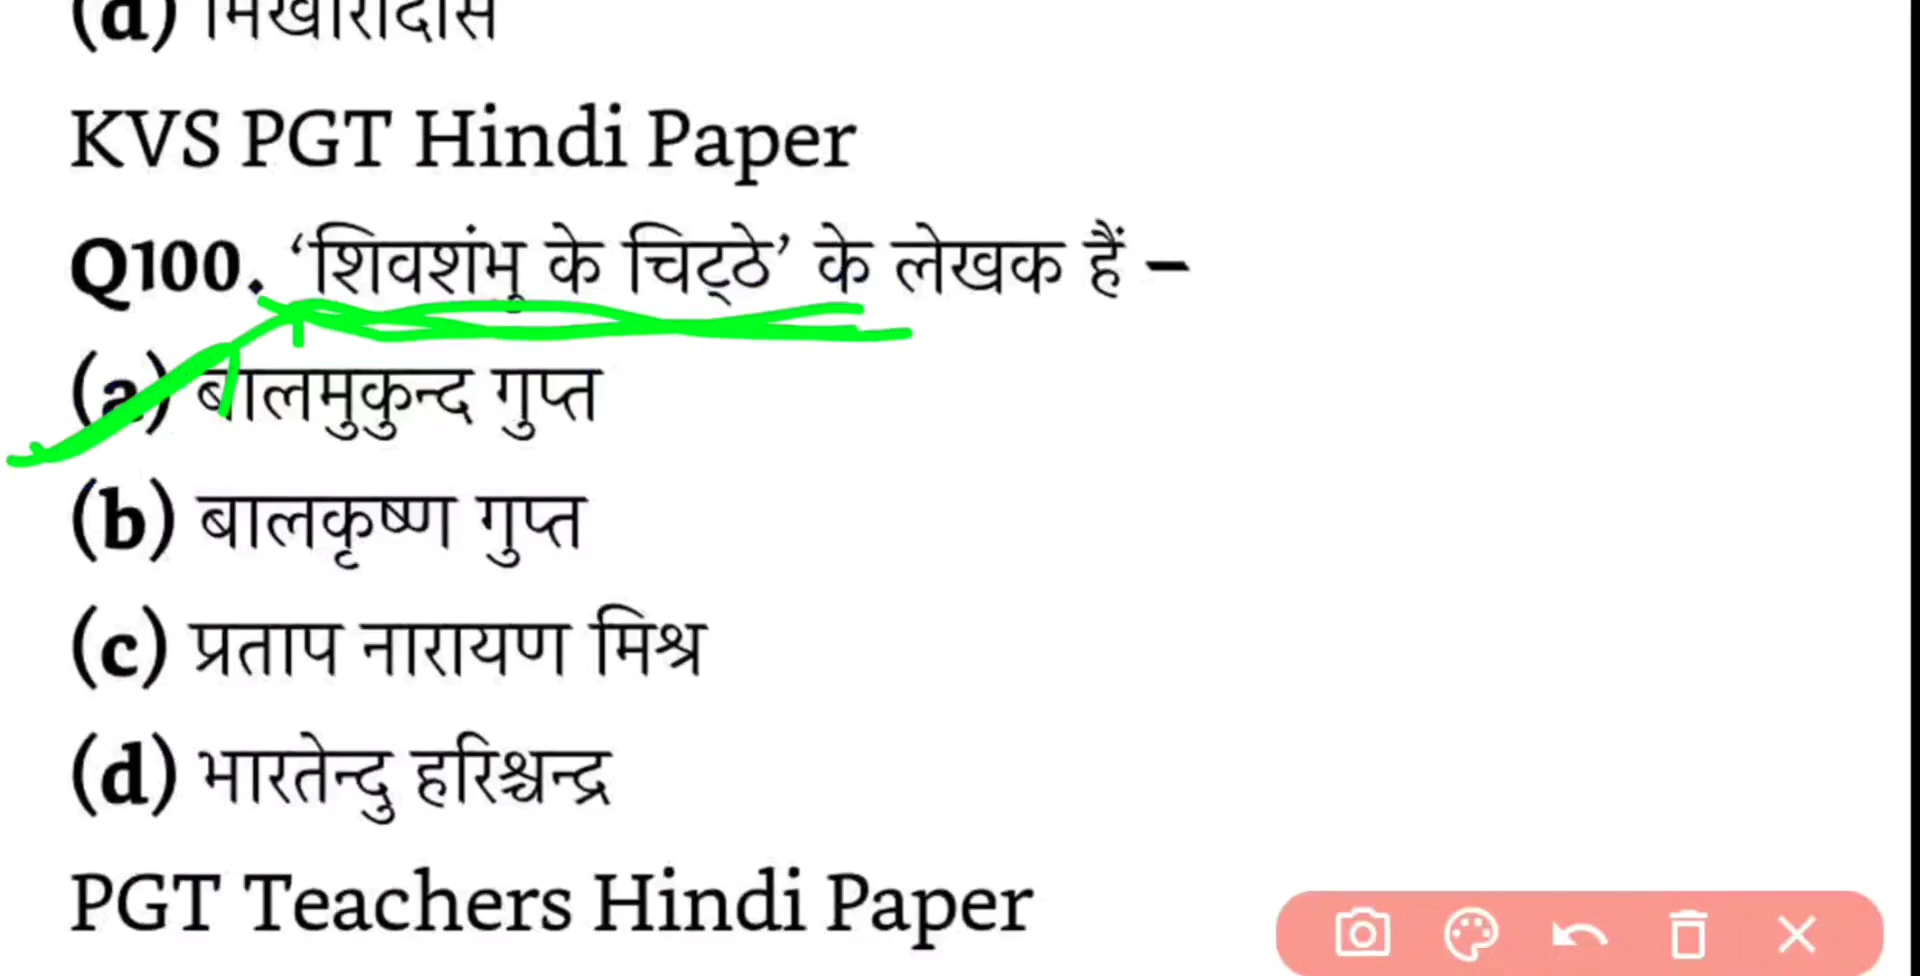 (d) भिखारीदास
KVS PGT Hindi Paper
Q100. ‘शिवशंभु के चिट्ठे’ के लेखक हैं –
(a) बालमुकुन्द गुप्त
(b) बालकृष्ण गुप्त
(c) प्रताप नारायण मिश्र
(d) भारतेन्दु हरिश्चन्द्र
PGT Teachers Hindi Paper